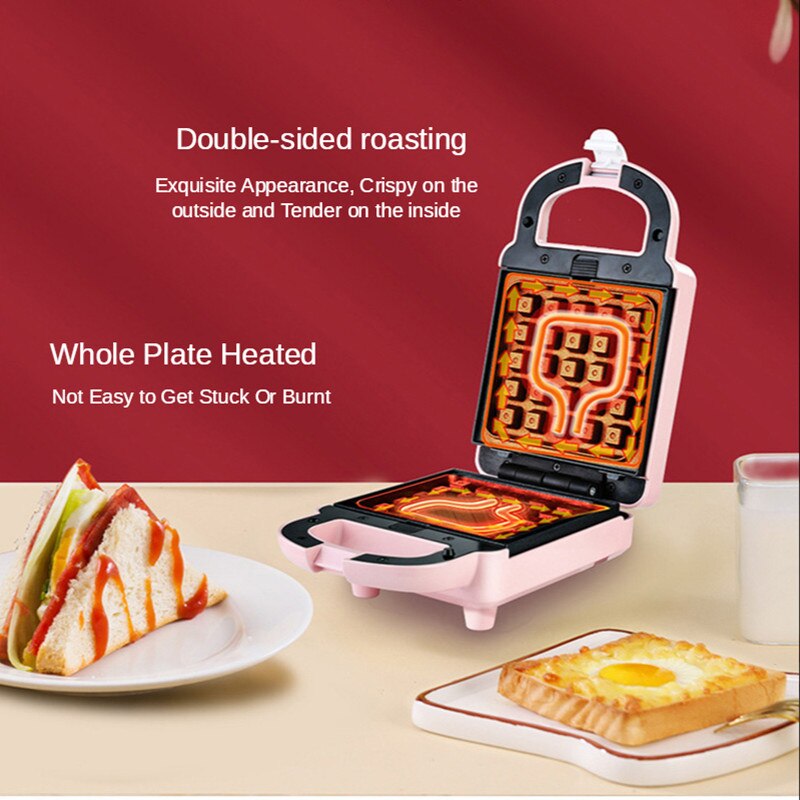 Double-sided roasting
Exquisite Appearance, Crispy on the
outside and Tender on the inside
Whole Plate Heated
Not Easy to Get Stuck Or Burnt